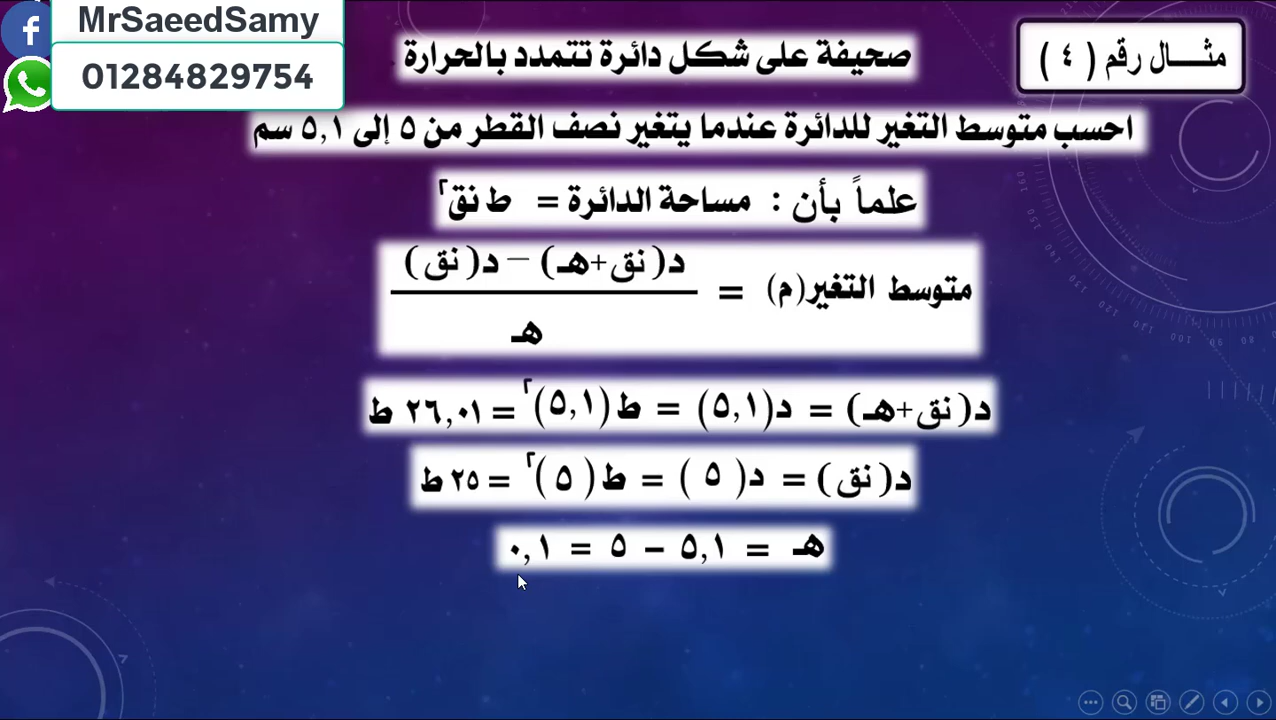 MrSaeedSamy
01284829754
مثـــال رقم ( ٤ )
صحيفة على شكل دائرة تتمدد بالحرارة
احسب متوسط التغير للدائرة عندما يتغير نصف القطر من ٥ إلى ٥,١ سم
علماً بأن : مساحة الدائرة = ط نق٢
متوسط التغير(م) = د( نق+هـ) – د( نق)
هـ
د( نق+هـ) = د(٥,١) = ط(٥,١)٢ = ٢٦,٠١ ط
د( نق) = د( ٥ ) = ط( ٥ )٢ = ٢٥ ط
هـ = ٥,١ – ٥ = ٠,١